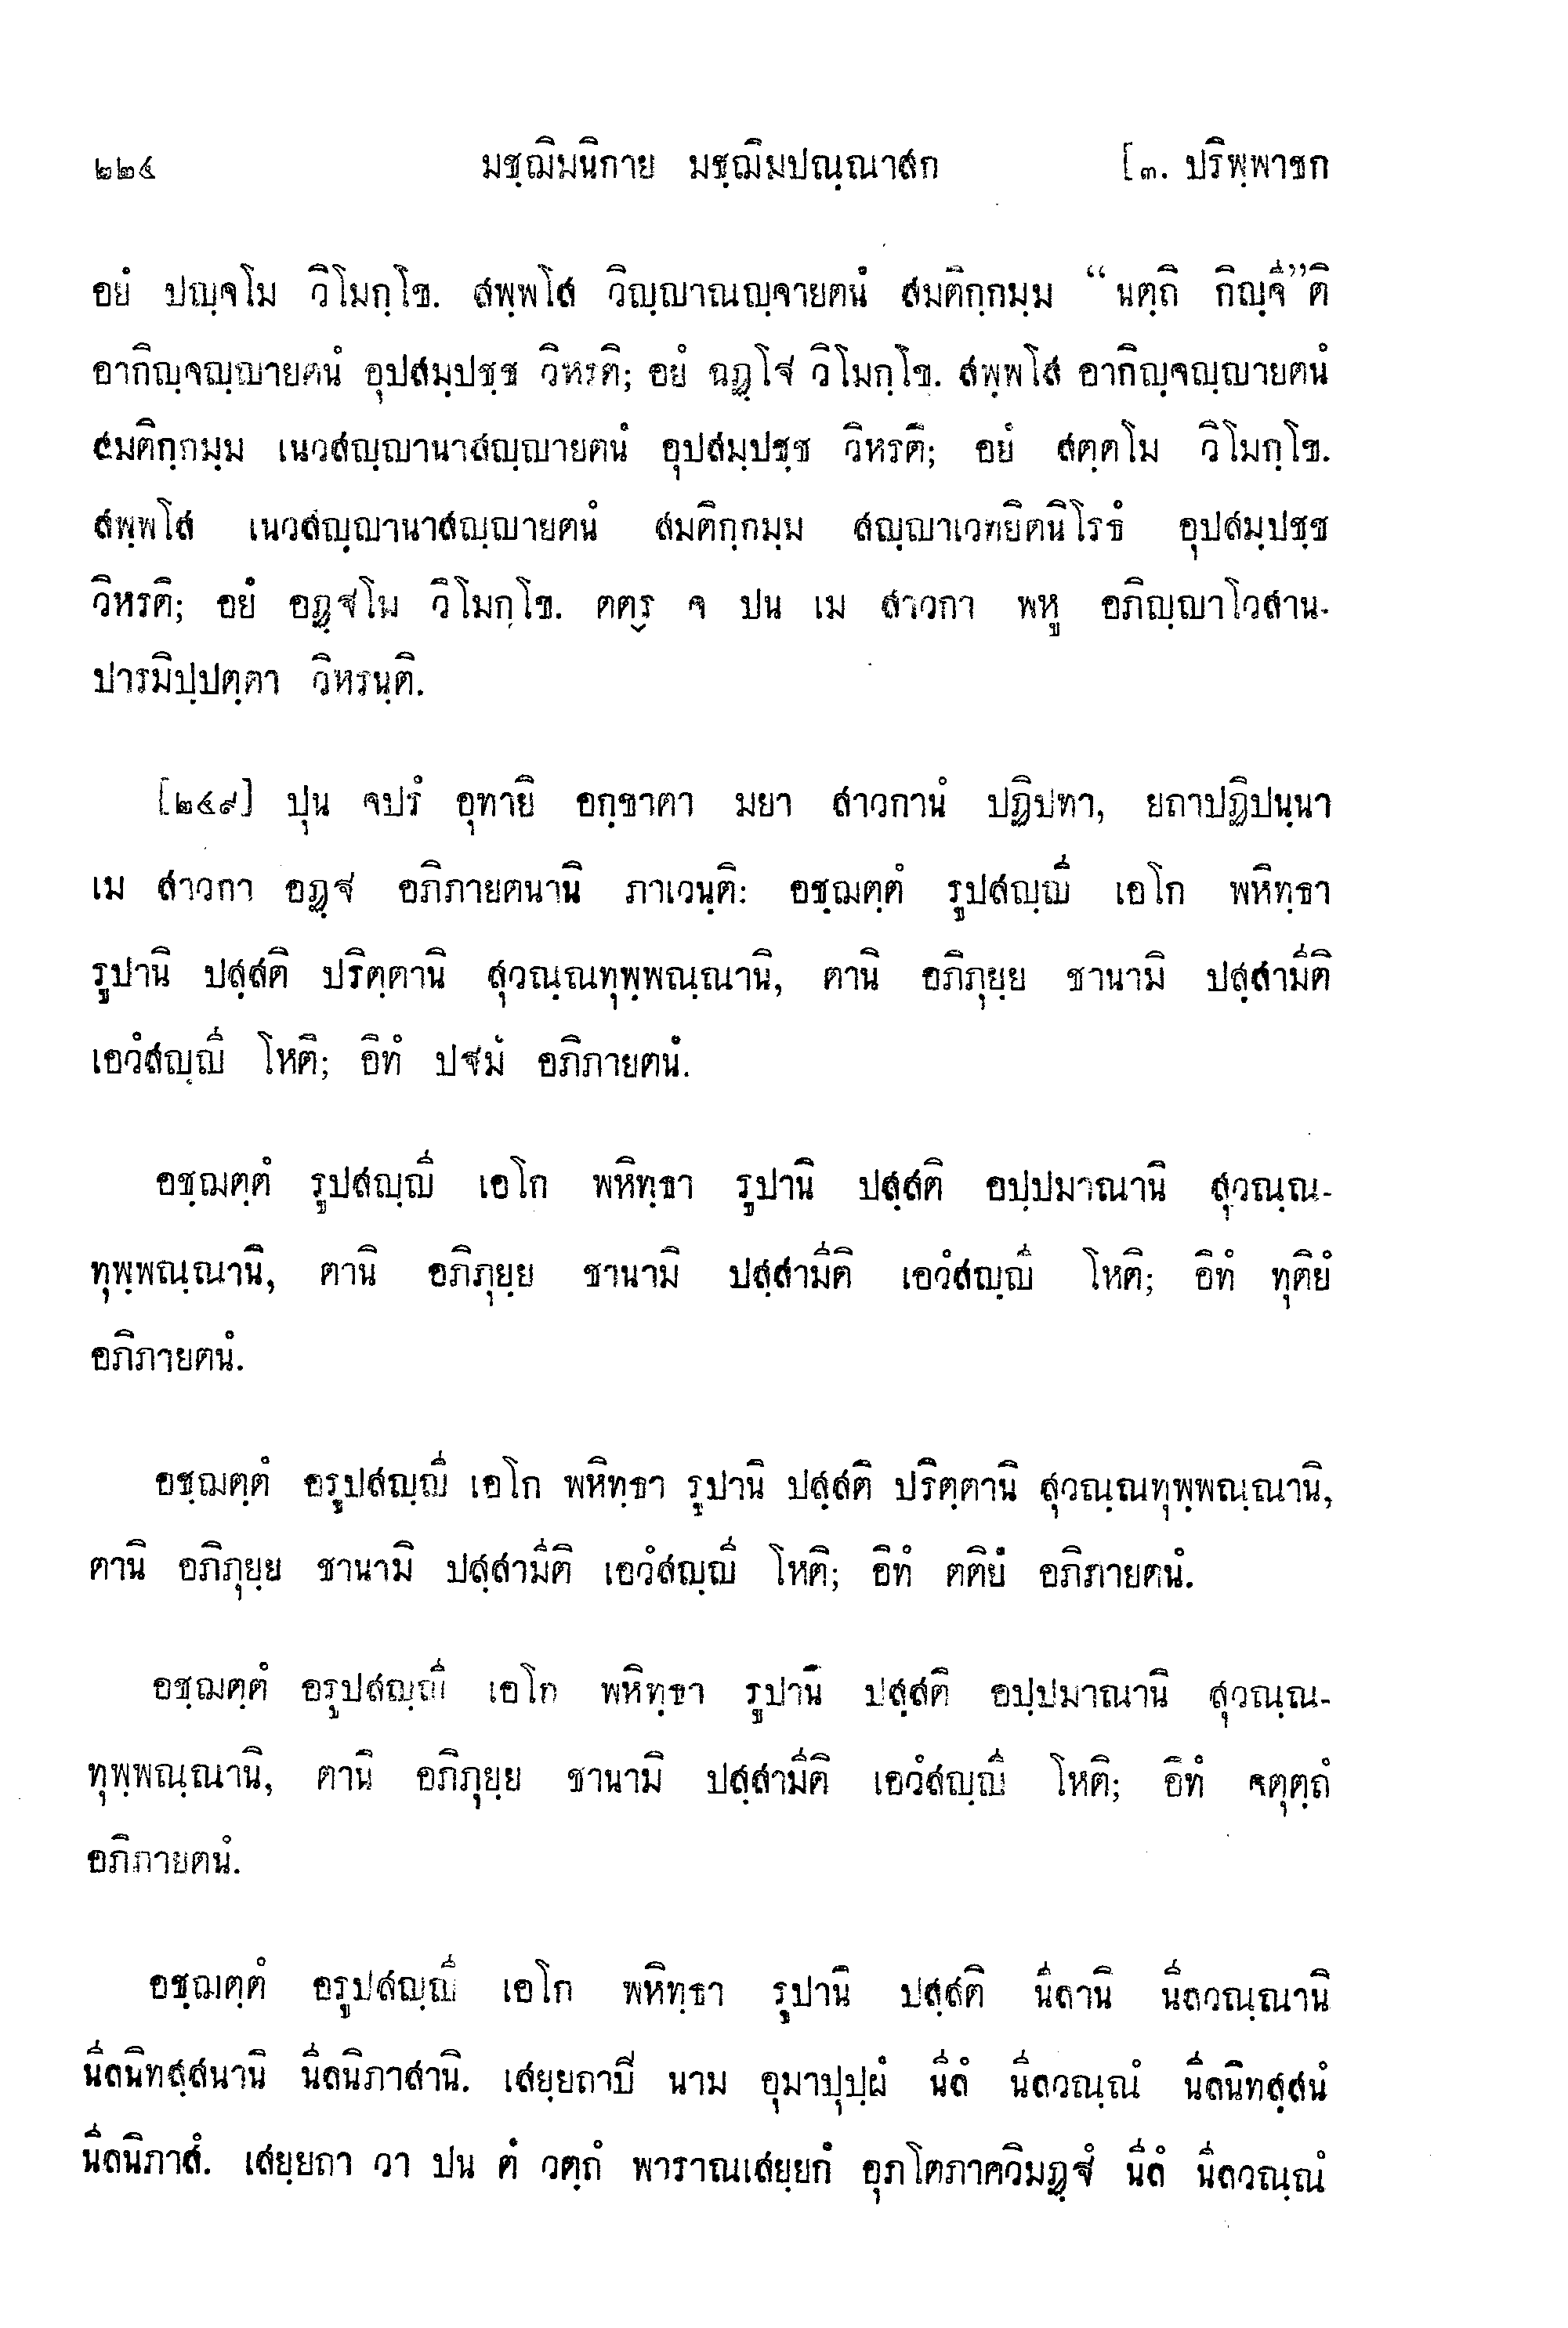 ๒๒๔ มชฺฌิมนิกาย มชฺฌิมปณฺณาสก [๓. ปริพฺพาชก
อยํ ปญฺจโม วิโมกฺโข. สพฺพโส วิญฺญาณญฺจายตนํ สมติกฺกมฺม “นตฺถิ กิญฺจี”ติ
อากิญฺจญฺญายตนํ อุปสมฺปชฺช วิหรติ; อยํ ฉฏฺโฐ วิโมกฺโข. สพฺพโส อากิญฺจญฺญายตนํ
สมติกฺกมฺม เนวสญฺญานาสญฺญายตนํ อุปสมฺปชฺช วิหรติ; อยํ สตฺตโม วิโมกฺโข.
สพฺพโส เนวสญฺญานาสญฺญายตนํ สมติกฺกมฺม สญฺญาเวทยิตนิโรธํ อุปสมฺปชฺช
วิหรติ; อยํ อฏฺฐโม วิโมกฺโข. ตตฺร จ ปน เม สาวกา พหู อภิญฺญาโวสาน-
ปารมิปฺปตฺตา วิหรนฺติ.
[๒๔๙] ปุน จปรํ อุทายิ อกฺขาตา มยา สาวกานํ ปฏิปทา, ยถาปฏิปนฺนา
เม สาวกา อฏฺฐ อภิภายตนานิ ภาเวนฺติ: อชฺฌตฺตํ รูปสญฺญี เอโก พหิทฺธา
รูปานิ ปสฺสติ ปริตฺตานิ สุวณฺณทุพฺพณฺณานิ, ตานิ อภิภุยฺย ชานามิ ปสฺสามีติ
เอวํสญฺญี โหติ; อิทํ ปฐมํ อภิภายตนํ.
อชฺฌตฺตํ รูปสญฺญี เอโก พหิทฺธา รูปานิ ปสฺสติ อปฺปมาณานิ สุวณฺณ-
ทุพฺพณฺณานิ, ตานิ อภิภุยฺย ชานามิ ปสฺสามีติ เอวํสญฺญี โหติ; อิทํ ทุติยํ
อภิภายตนํ.
อชฺฌตฺตํ อรูปสญฺญี เอโก พหิทฺธา รูปานิ ปสฺสติ ปริตฺตานิ สุวณฺณทุพฺพณฺณานิ,
ตานิ อภิภุยฺย ชานามิ ปสฺสามีติ เอวํสญฺญี โหติ; อิทํ ตติยํ อภิภายตนํ.
อชฺฌตฺตํ อรูปสญฺญี เอโก พหิทฺธา รูปานิ ปสฺสติ อปฺปมาณานิ สุวณฺณ-
ทุพฺพณฺณานิ, ตานิ อภิภุยฺย ชานามิ ปสฺสามีติ เอวํสญฺญี โหติ; อิทํ จตุตฺถํ
อภิภายตนํ.
อชฺฌตฺตํ อรูปสญฺญี เอโก พหิทฺธา รูปานิ ปสฺสติ นีลานิ นีลวณฺณานิ
นีลนิทสฺสนานิ นีลนิภาสานิ. เสยฺยถาปิ นาม อุมาปุปฺผํ นีลํ นีลวณฺณํ นีลนิทสฺสนํ
นีลนิภาสํ. เสยฺยถา วา ปน ตํ วตฺถํ พาราณเสยฺยกํ อุภโตภาควิมฏฺฐํ นีลํ นีลวณฺณํ